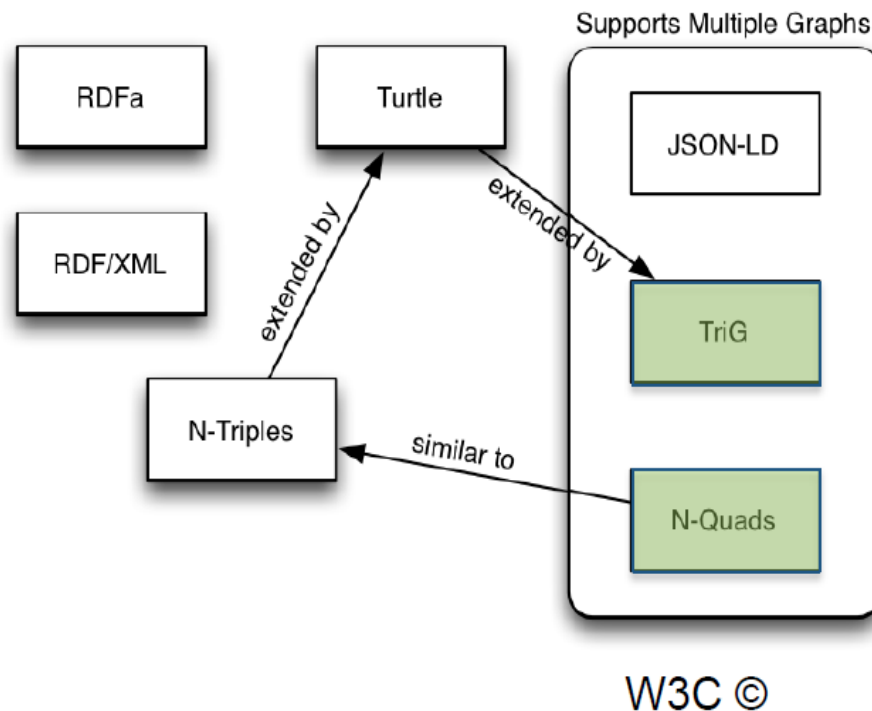 Supports Multiple Graphs
RDFa
Turtle
JSON-LD
extended by
extended by
RDF/XML
TriG
N-Triples
similar to
N-Quads
W3C ©